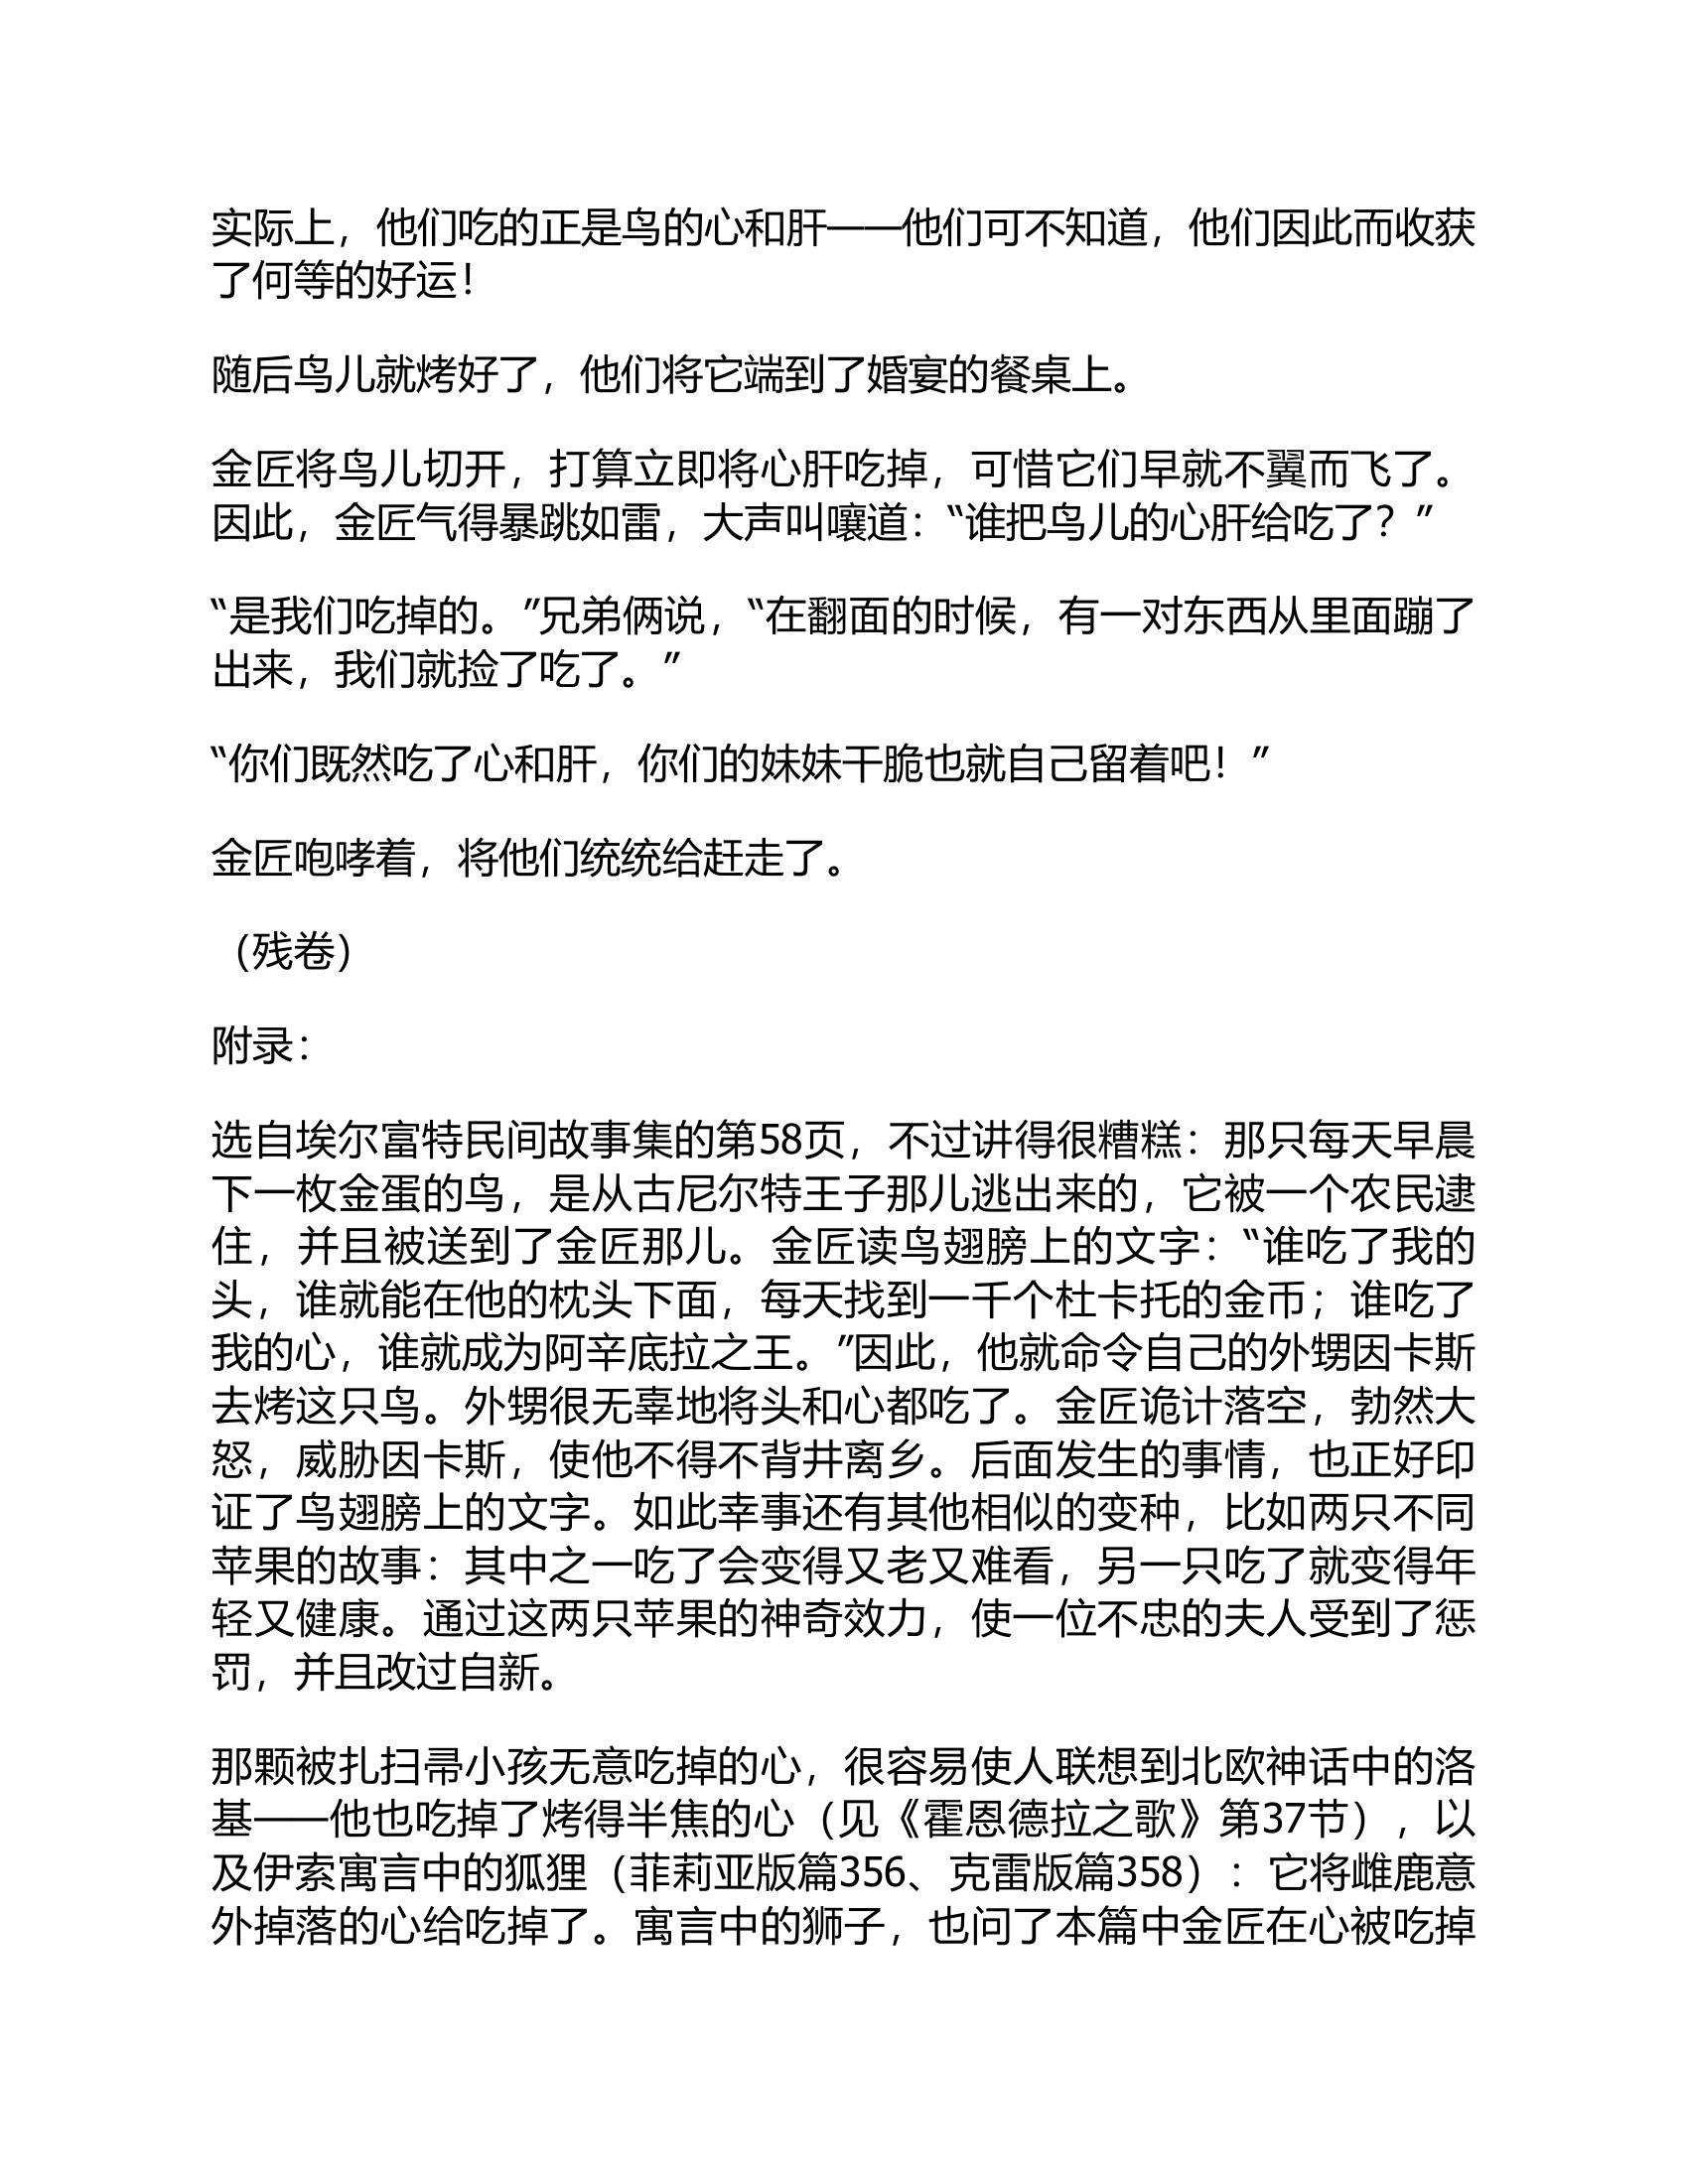 实际上，他们吃的正是鸟的心和肝——他们可不知道，他们因此而收获
了何等的好运！
随后鸟儿就烤好了，他们将它端到了婚宴的餐桌上。
金匠将鸟儿切开，打算立即将心肝吃掉，可惜它们早就不翼而飞了。
因此，金匠气得暴跳如雷，大声叫嚷道：“谁把鸟儿的心肝给吃了？”
“是我们吃掉的。”兄弟俩说，“在翻面的时候，有一对东西从里面蹦了
出来，我们就捡了吃了。”
“你们既然吃了心和肝，你们的妹妹干脆也就自己留着吧！”
金匠咆哮着，将他们统统给赶走了。
（残卷）
附录：
选自埃尔富特民间故事集的第58页，不过讲得很糟糕：那只每天早晨
下一枚金蛋的鸟，是从古尼尔特王子那儿逃出来的，它被一个农民逮
住，并且被送到了金匠那儿。金匠读鸟翅膀上的文字：“谁吃了我的
头，谁就能在他的枕头下面，每天找到一千个杜卡托的金币；谁吃了
我的心，谁就成为阿辛底拉之王。”因此，他就命令自己的外甥因卡斯
去烤这只鸟。外甥很无辜地将头和心都吃了。金匠诡计落空，勃然大
怒，威胁因卡斯，使他不得不背井离乡。后面发生的事情，也正好印
证了鸟翅膀上的文字。如此幸事还有其他相似的变种，比如两只不同
苹果的故事：其中之一吃了会变得又老又难看，另一只吃了就变得年
轻又健康。通过这两只苹果的神奇效力，使一位不忠的夫人受到了惩
罚，并且改过自新。
那颗被扎扫帚小孩无意吃掉的心，很容易使人联想到北欧神话中的洛
基——他也吃掉了烤得半焦的心（见《霍恩德拉之歌》第37节），以
及伊索寓言中的狐狸（菲莉亚版篇356、克雷版篇358）：它将雌鹿意
外掉落的心给吃掉了。寓言中的狮子，也问了本篇中金匠在心被吃掉